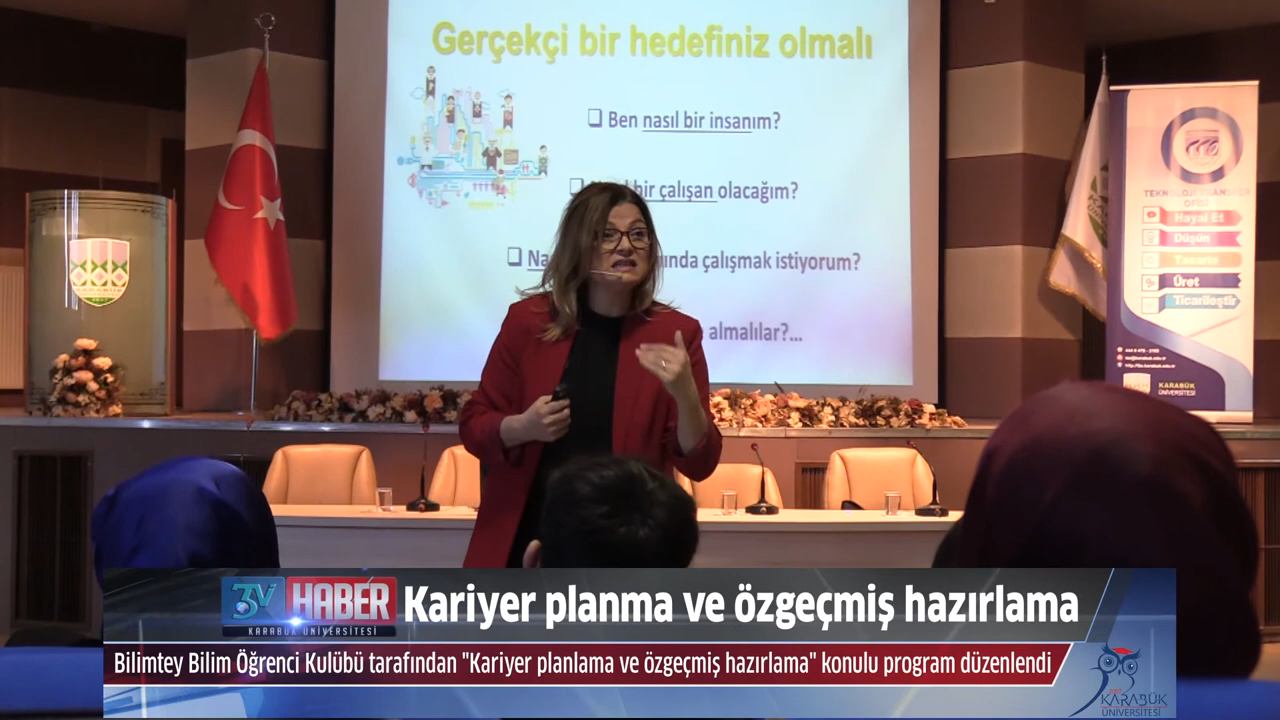 Gerçekçi bir hedefiniz olmalı
Ben nasıl bir insanım?
bir çalışan olacağım?
çalışmak istiyorum?
almalılar?...
KARABÜK
TEKNOLOJİ TRANSFER
OFİSİ
Hayal Et
Düşün
Tasarla
Üret
Ticarileştir
KARABÜK
ÜNİVERSİTESİ
3TV HABER
KARABÜK ÜNİVERSİTESİ
Kariyer planma ve özgeçmiş hazırlama
Bilimtey Bilim Öğrenci Kulübü tarafından "Kariyer planlama ve özgeçmiş hazırlama" konulu program düzenlendi
KARABÜK
ÜNİVERSİTESİ